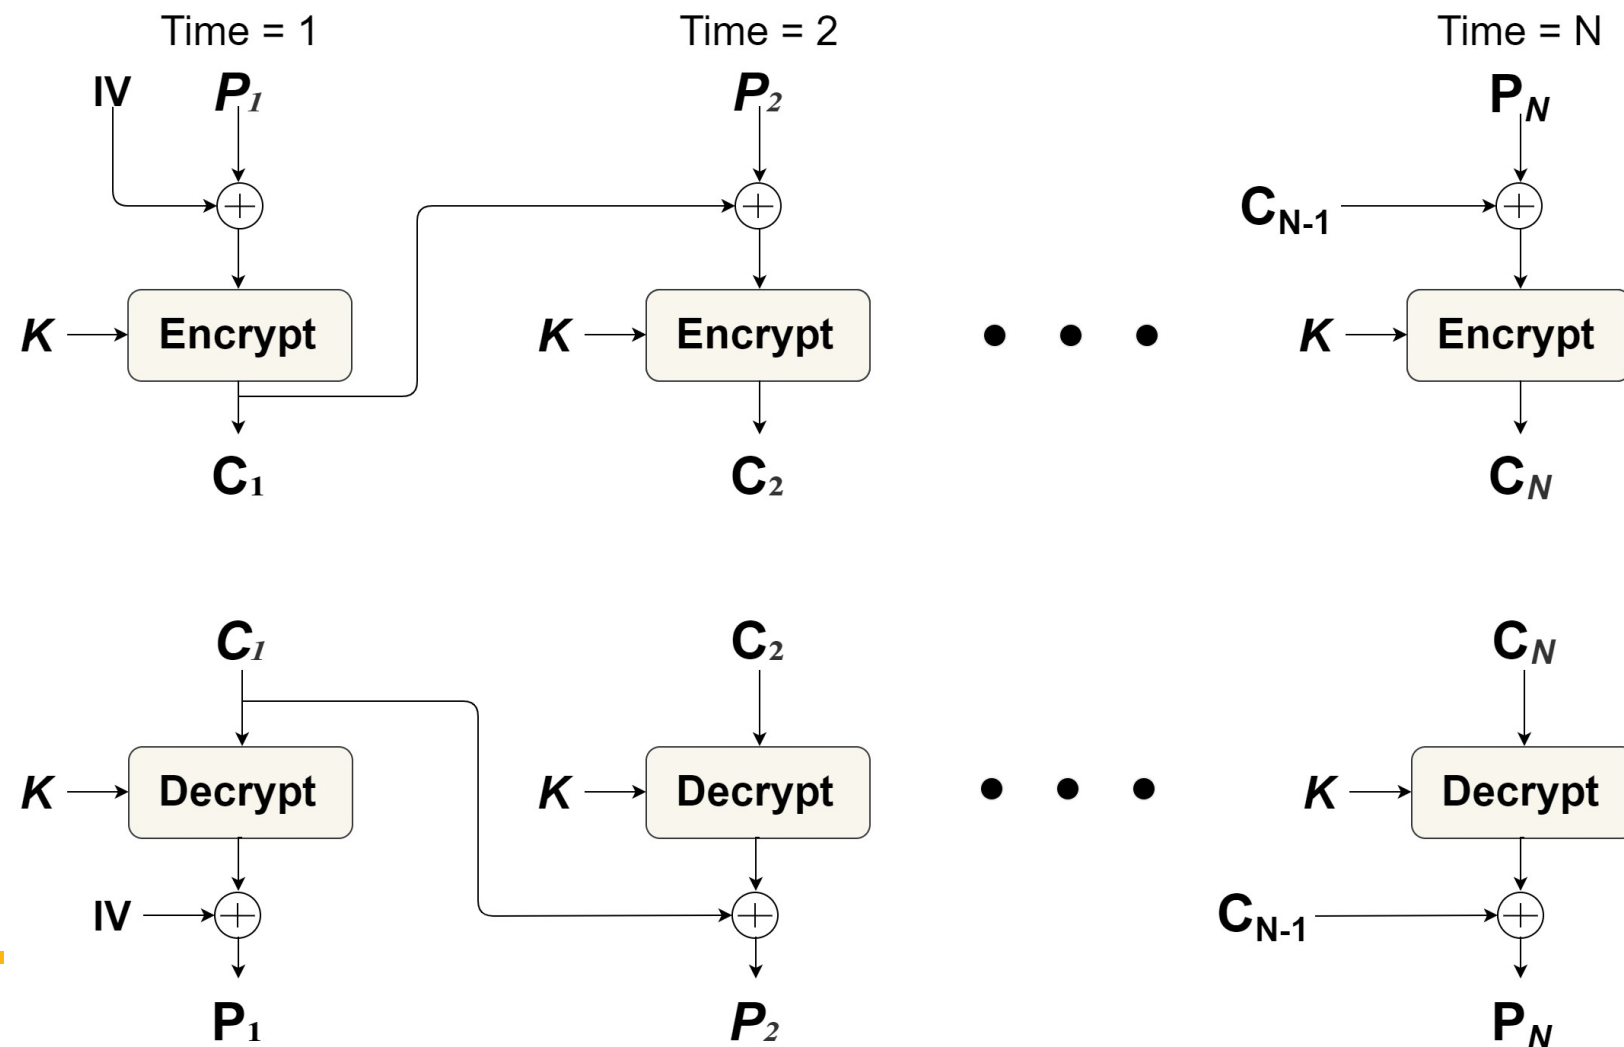 Time = 1 Time = 2 Time = N
IV P1 P2 PN
CN-1
K Encrypt K Encrypt K Encrypt
C1 C2 CN
C1 C2 CN
K Decrypt K Decrypt K Decrypt
IV CN-1
P1 P2 PN